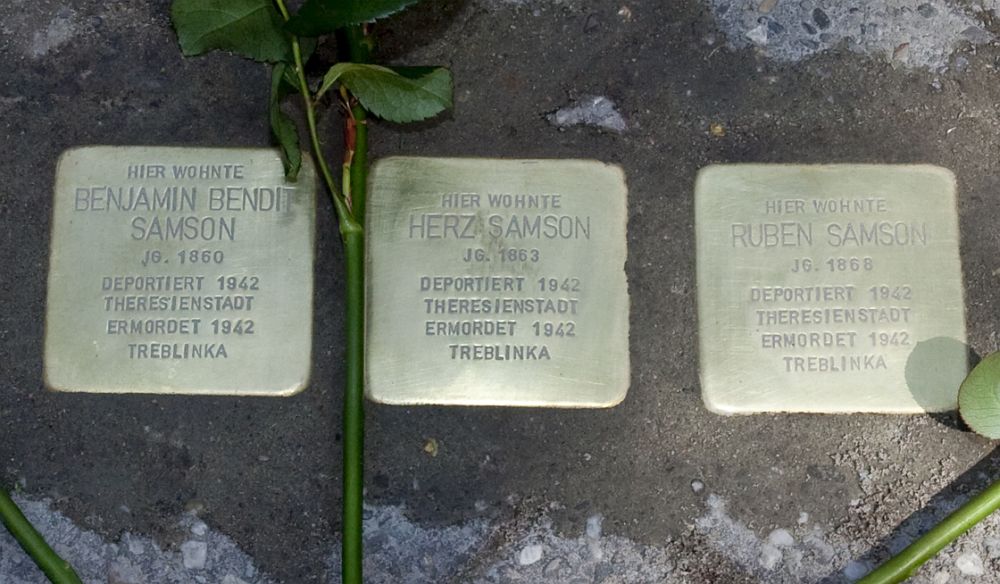 HIER WOHNTE
BENJAMIN BENDIT
SAMSON
JG. 1860
DEPORTIERT 1942
THERESIENSTADT
ERMORDET 1942
TREBLINKA
HIER WOHNTE
HERZ SAMSON
JG. 1863
DEPORTIERT 1942
THERESIENSTADT
ERMORDET 1942
TREBLINKA
HIER WOHNTE
RUBEN SAMSON
JG. 1868
DEPORTIERT 1942
THERESIENSTADT
ERMORDET 1942
TREBLINKA